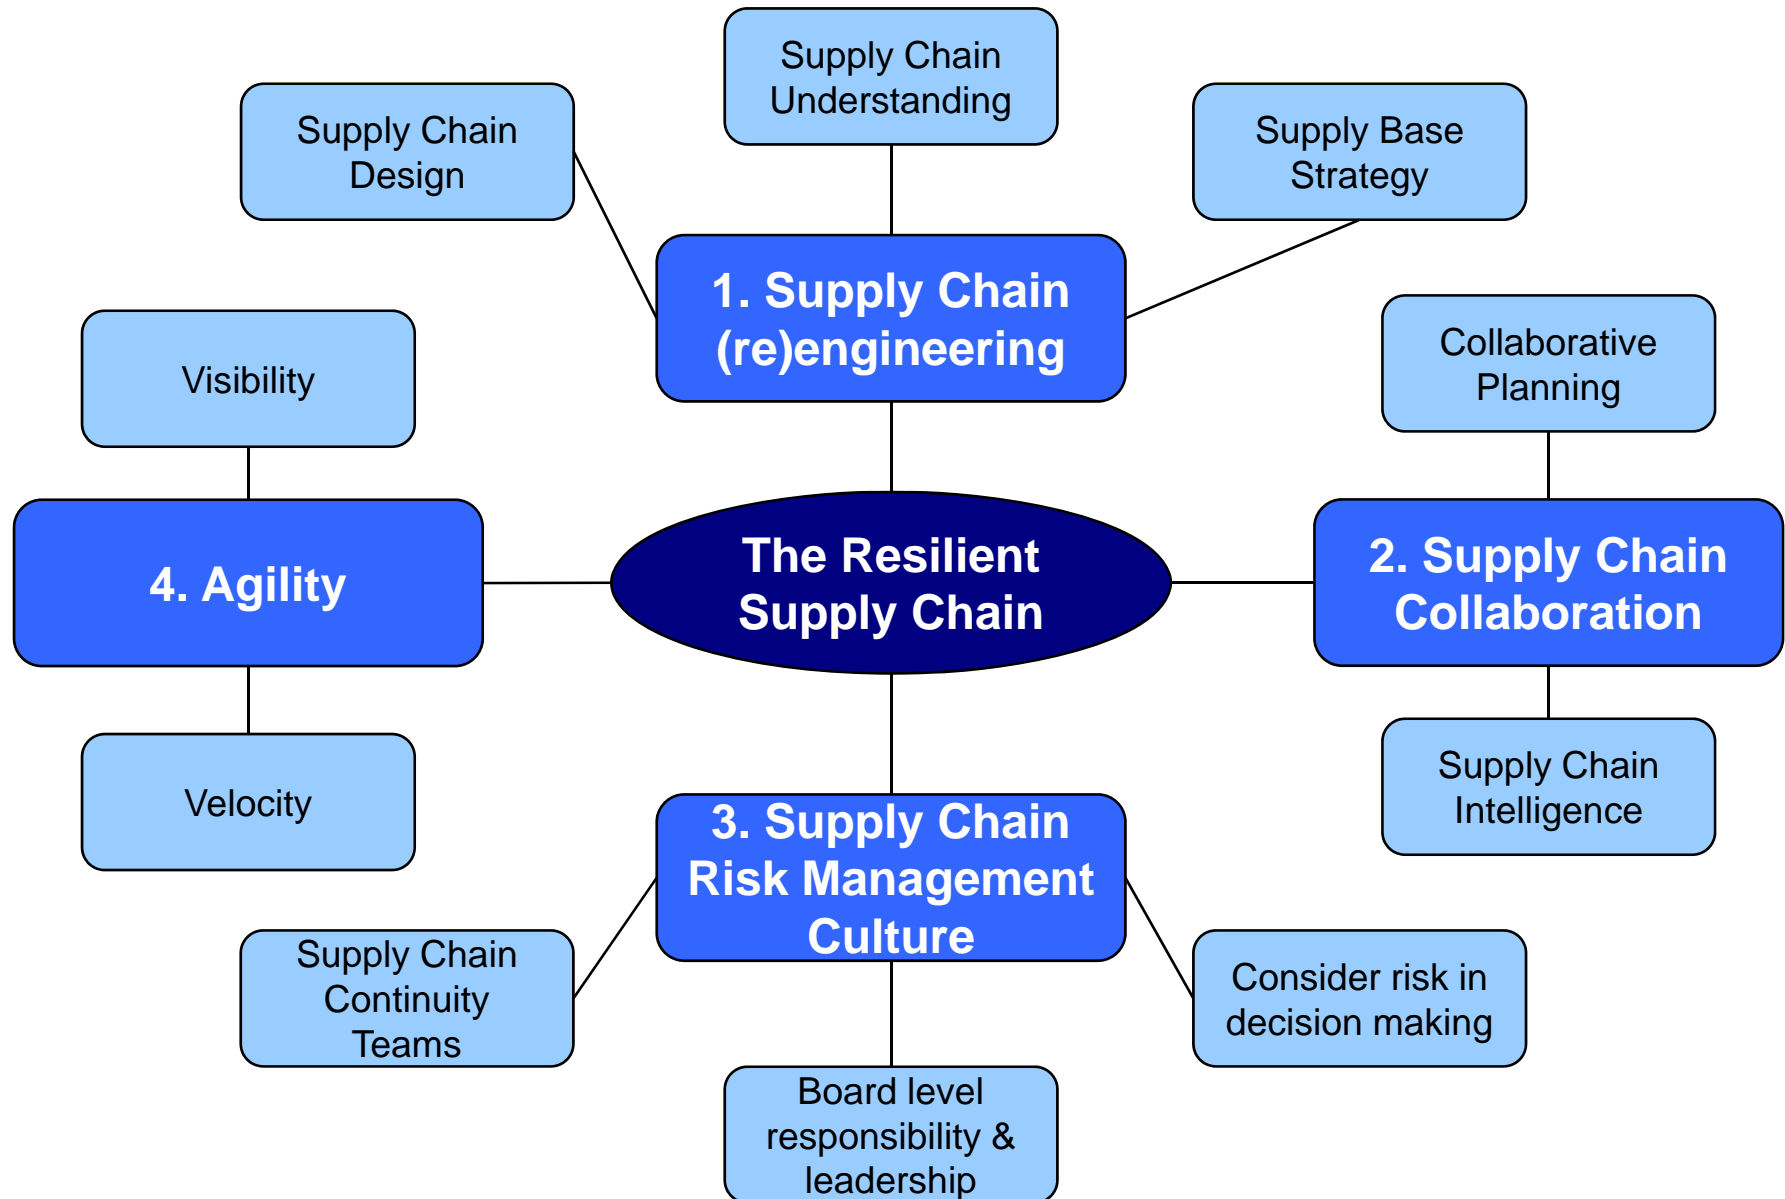 Supply Chain
Understanding
Supply Chain
Design
Supply Base
Strategy
1. Supply Chain
(re)engineering
Visibility
Collaborative
Planning
4. Agility
The Resilient
Supply Chain
2. Supply Chain
Collaboration
Velocity
Supply Chain
Intelligence
3. Supply Chain
Risk Management
Culture
Supply Chain
Continuity
Teams
Consider risk in
decision making
Board level
responsibility &
leadership